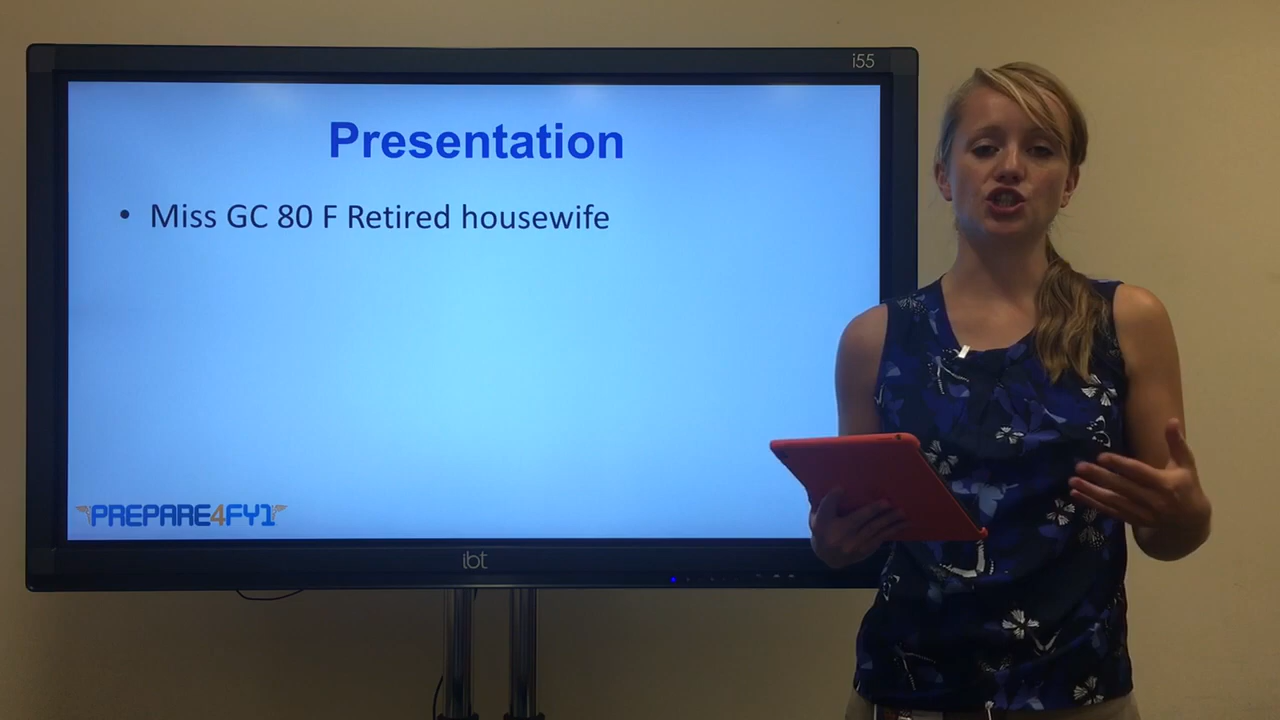 i55
Presentation
• Miss GC 80 F Retired housewife
PREPARE4FY1
ibt